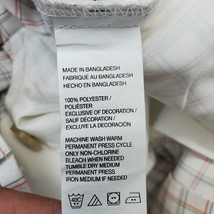 MADE IN BANGLADESH
FABRIQUÉ AU BANGLADESH
HECHO EN BANGLADESH
100% POLYESTER /
POLIÉSTER
EXCLUSIVE OF DECORATION /
SAUF DÉCORATION /
EXCLUYE LA DECORACIÓN
MACHINE WASH WARM
PERMANENT PRESS CYCLE
ONLY NON-CHLORINE
BLEACH WHEN NEEDED
TUMBLE DRY MEDIUM
PERMANENT PRESS
IRON MEDIUM IF NEEDED
40C